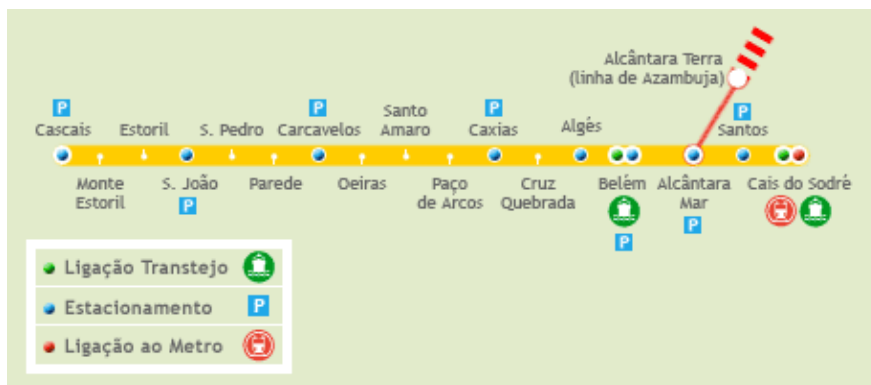 Alcântara Terra
(linha de Azambuja)
P
P
P
P
Cascais
Estoril
S. Pedro
Carcavelos
Santo
Amaro
Caxias
Algés
Santos
Monte
Estoril
S. João
P
Parede
Oeiras
Paço
de Arcos
Cruz
Quebrada
Belém
P
Alcântara
Mar
P
Cais do Sodré
Ligação Transtejo
Estacionamento P
Ligação ao Metro